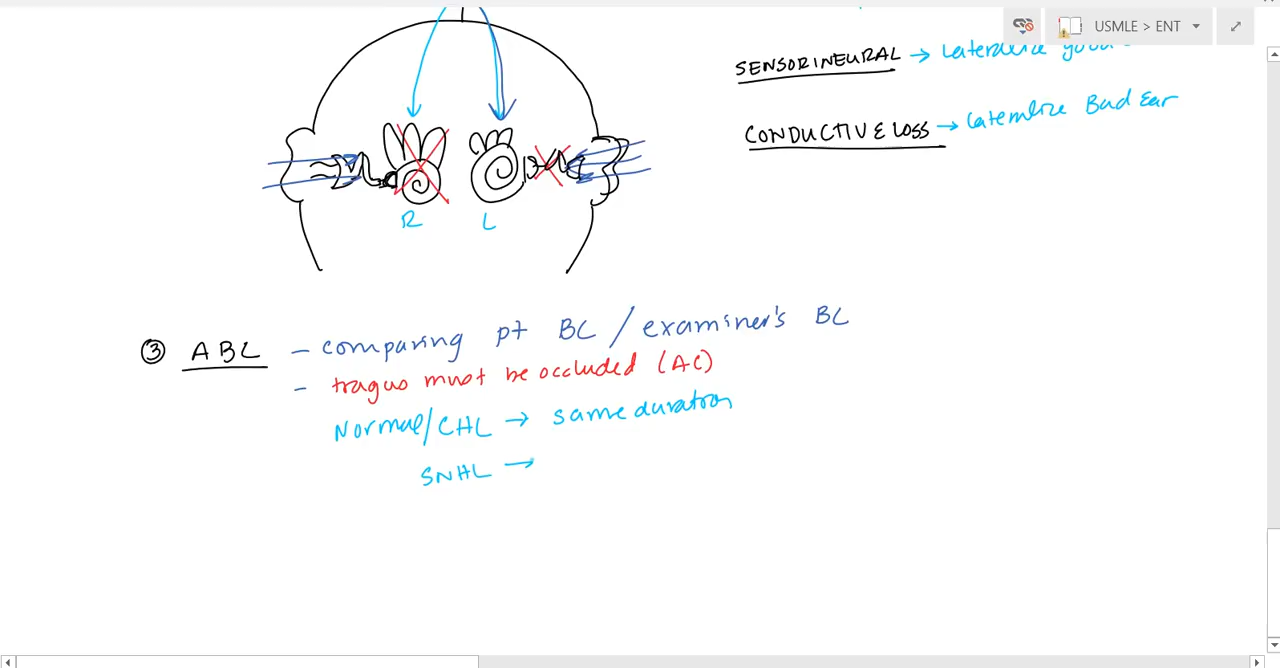 USMLE > ENT
SENSORINEURAL → Lateralize good
CONDUCTIVE LOSS → Lateralize Bad Ear
R L
③ ABC - comparing pt BC / examiner's BC
- tragus must be occluded (AC)
Normal/CHL → same duration
SNHL →